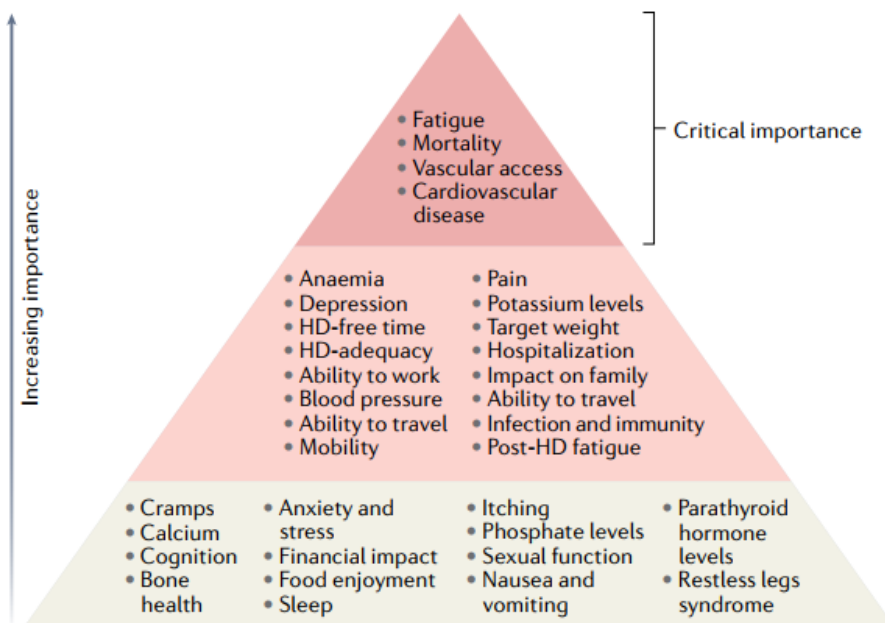 Increasing importance
• Fatigue
• Mortality
• Vascular access
• Cardiovascular
disease
Critical importance
• Anaemia
• Depression
• HD-free time
• HD-adequacy
• Ability to work
• Blood pressure
• Ability to travel
• Mobility
• Pain
• Potassium levels
• Target weight
• Hospitalization
• Impact on family
• Ability to travel
• Infection and immunity
• Post-HD fatigue
• Cramps
• Calcium
• Cognition
• Bone
health
• Anxiety and
stress
• Financial impact
• Food enjoyment
• Sleep
• Itching
• Phosphate levels
• Sexual function
• Nausea and
vomiting
• Parathyroid
hormone
levels
• Restless legs
syndrome